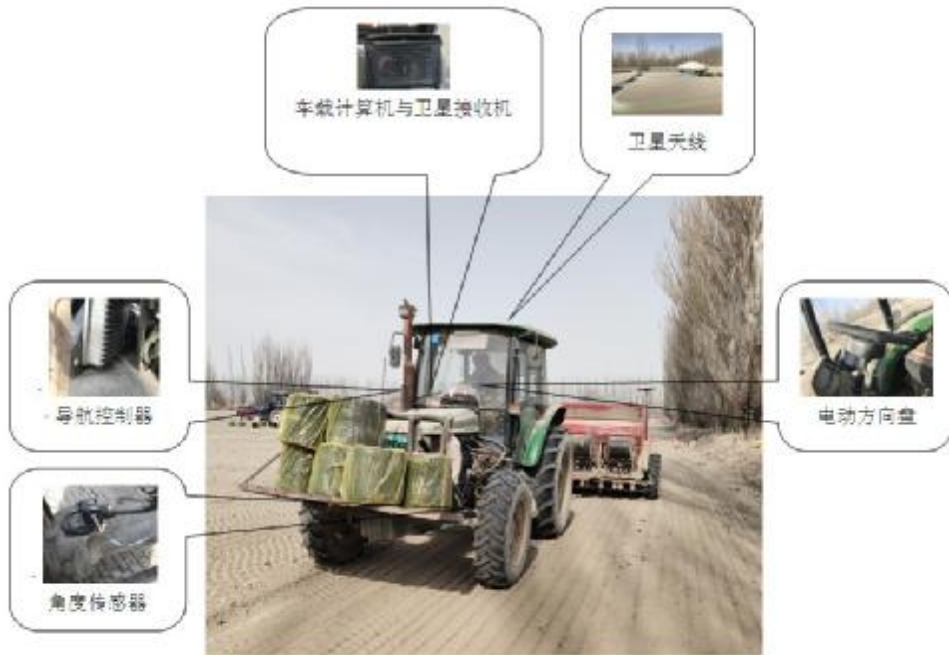 车载计算机与卫星接收机
卫星天线
导航控制器
电动方向盘
角度传感器